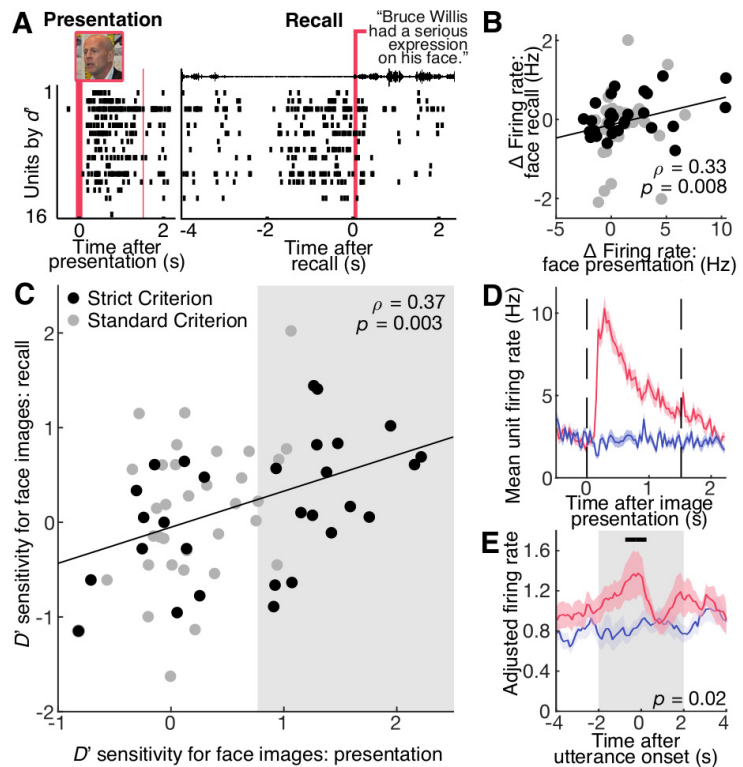 A
Presentation
Recall
“Bruce Willis
had a serious
expression
on his face.”
Units by d’
1
16
0
2
Time after
presentation (s)
-4
-2
0
2
Time after
recall (s)
B
Δ Firing rate:
face recall (Hz)
2
0
-2
ρ = 0.33
p = 0.008
-5
0
5
10
Δ Firing rate:
face presentation (Hz)
C
Strict Criterion
Standard Criterion
ρ = 0.37
p = 0.003
D’ sensitivity for face images: recall
2
1
0
-1
-2
-1
0
1
2
D’ sensitivity for face images: presentation
D
Mean unit firing rate (Hz)
10
5
0
0
1
2
Time after image
presentation (s)
E
Adjusted firing rate
1.6
1.2
0.8
0.4
0
p = 0.02
-4
-2
0
2
4
Time after
utterance onset (s)